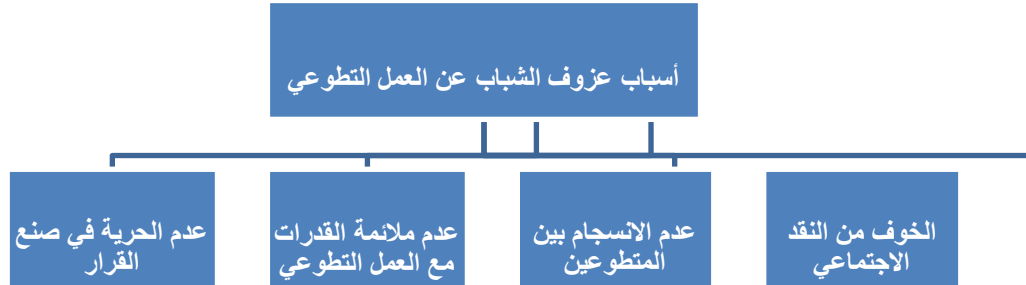 أسباب عزوف الشباب عن العمل التطوعي
الخوف من النقد
الاجتماعي
عدم الانسجام بين
المتطوعين
عدم ملائمة القدرات
مع العمل التطوعي
عدم الحرية في صنع
القرار